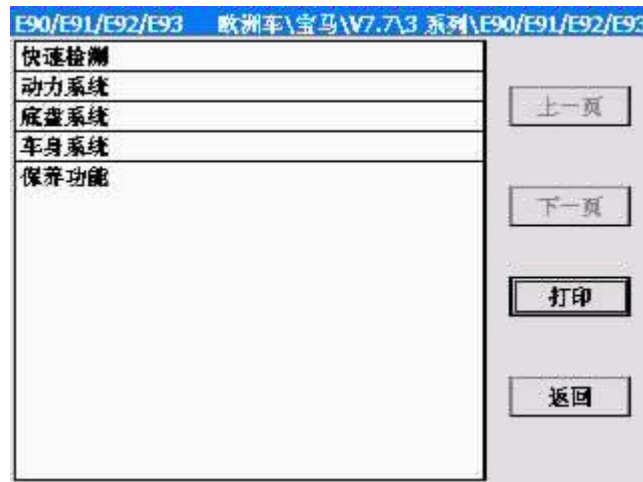 E90/E91/E92/E93 欧洲车\宝马\V7.7\3 系列\E90/E91/E92/E93
快速检测
动力系统
底盘系统
车身系统
保养功能
上一页
下一页
打印
返回